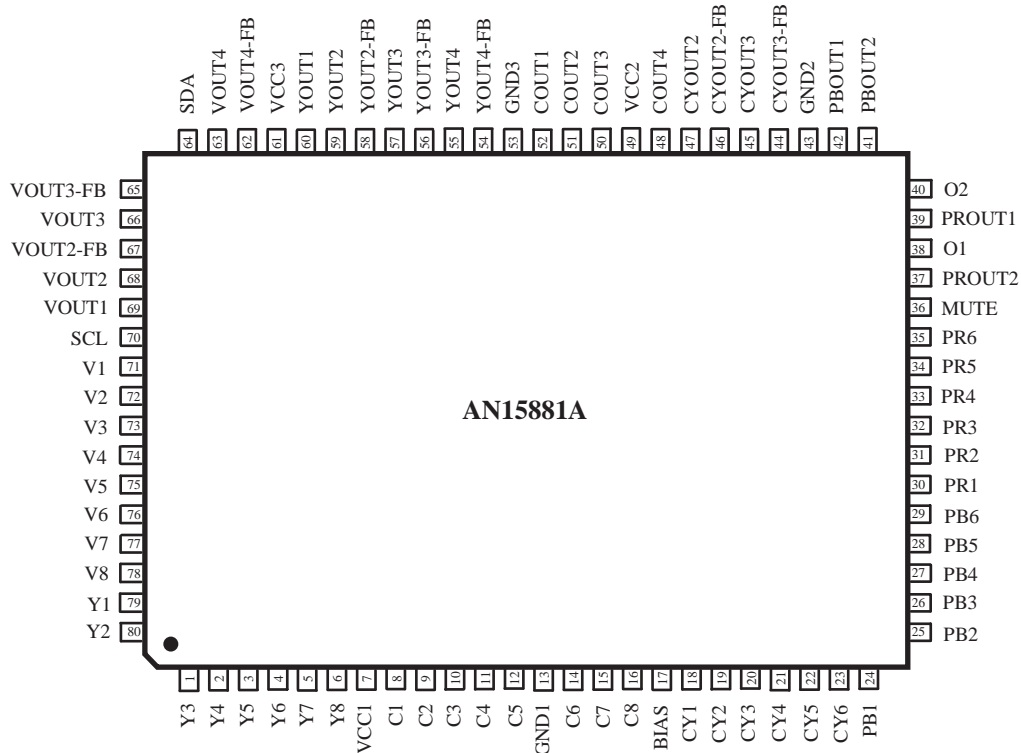 SDA
VOUT4
VOUT4-FB
VCC3
YOUT1
YOUT2
YOUT2-FB
YOUT3
YOUT3-FB
YOUT4
YOUT4-FB
GND3
COUT1
COUT2
COUT3
VCC2
COUT4
CYOUT2
CYOUT2-FB
CYOUT3
CYOUT3-FB
GND2
PBOUT1
PBOUT2
64
63
62
61
60
59
58
57
56
55
54
53
52
51
50
49
48
47
46
45
44
43
42
41
VOUT3-FB 65
VOUT3 66
VOUT2-FB 67
VOUT2 68
VOUT1 69
SCL 70
V1 71
V2 72
V3 73
V4 74
V5 75
V6 76
V7 77
V8 78
Y1 79
Y2 80
AN15881A
40 O2
39 PROUT1
38 O1
37 PROUT2
36 MUTE
35 PR6
34 PR5
33 PR4
32 PR3
31 PR2
30 PR1
29 PB6
28 PB5
27 PB4
26 PB3
25 PB2
1
2
3
4
5
6
7
8
9
10
11
12
13
14
15
16
17
18
19
20
21
22
23
24
Y3
Y4
Y5
Y6
Y7
Y8
VCC1
C1
C2
C3
C4
C5
GND1
C6
C7
C8
BIAS
CY1
CY2
CY3
CY4
CY5
CY6
PB1